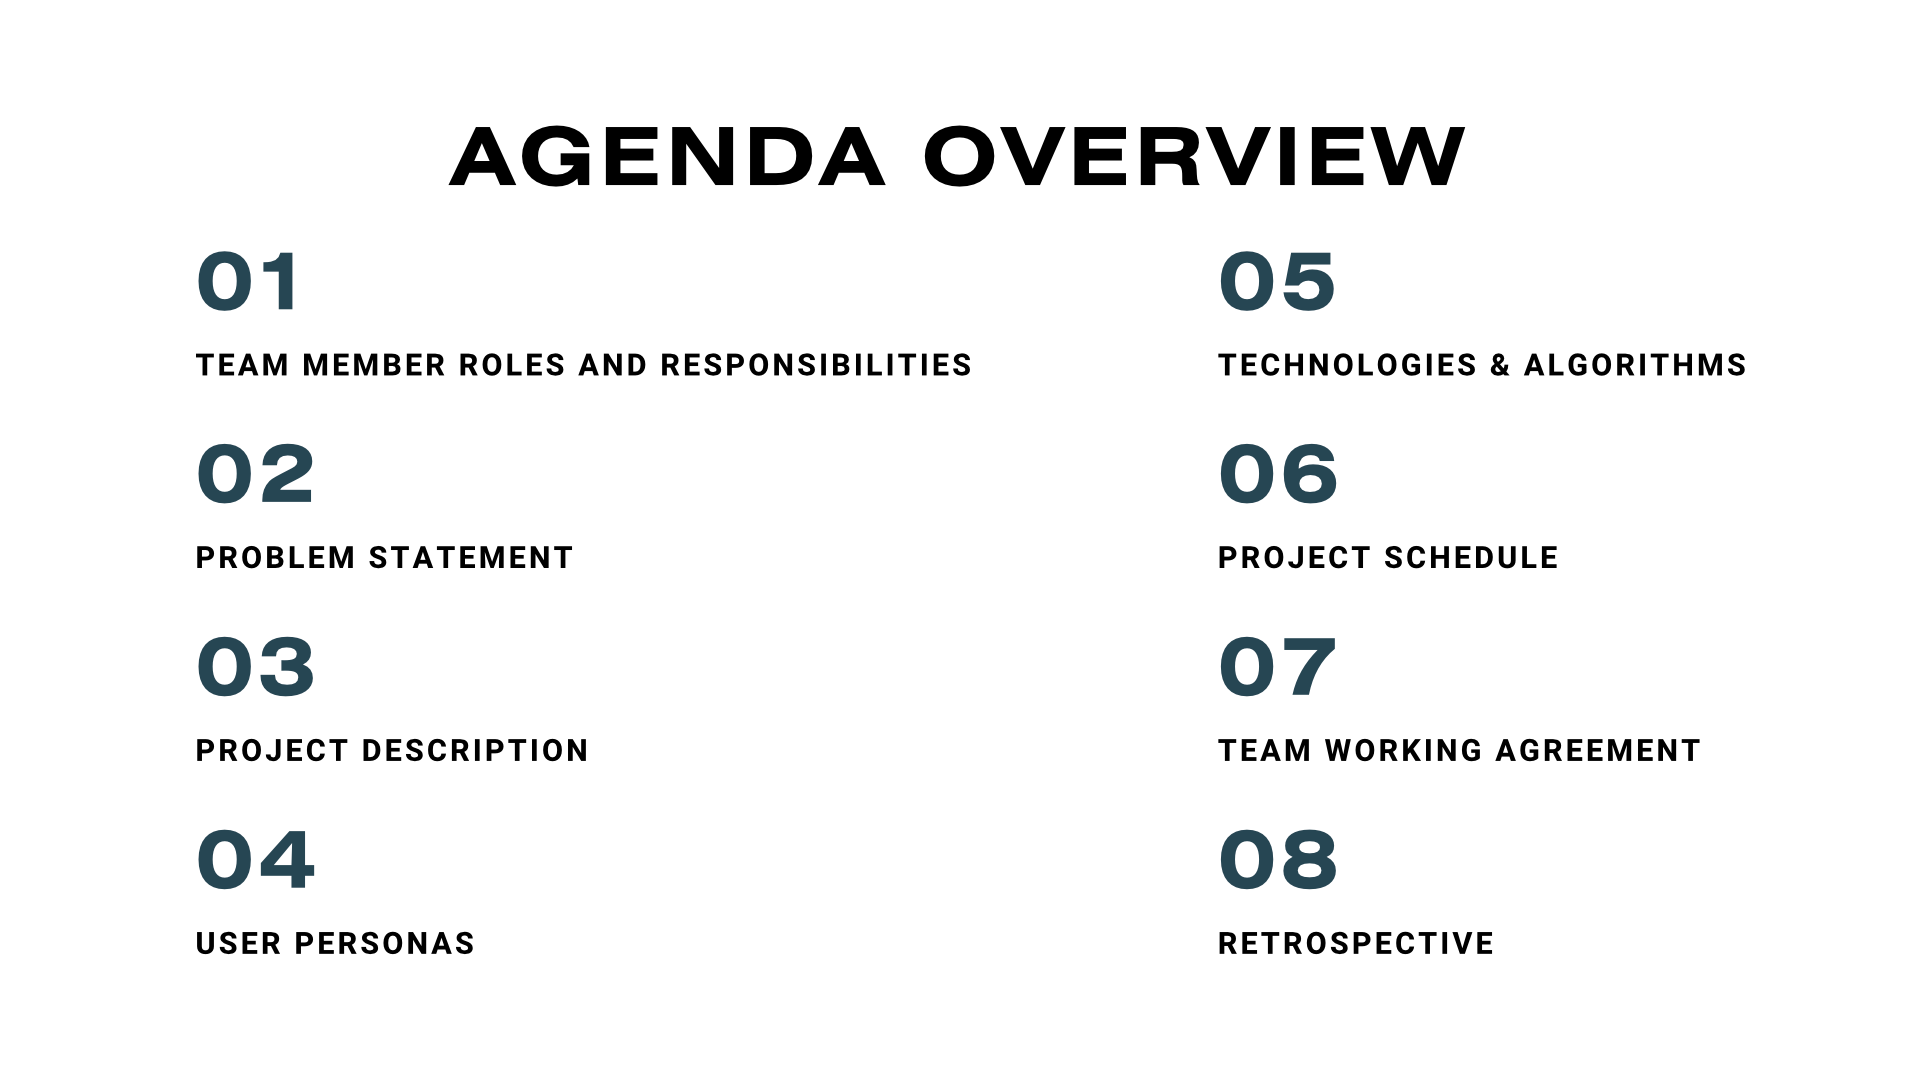 AGENDA OVERVIEW
01
TEAM MEMBER ROLES AND RESPONSIBILITIES
02
PROBLEM STATEMENT
03
PROJECT DESCRIPTION
04
USER PERSONAS
05
TECHNOLOGIES & ALGORITHMS
06
PROJECT SCHEDULE
07
TEAM WORKING AGREEMENT
08
RETROSPECTIVE